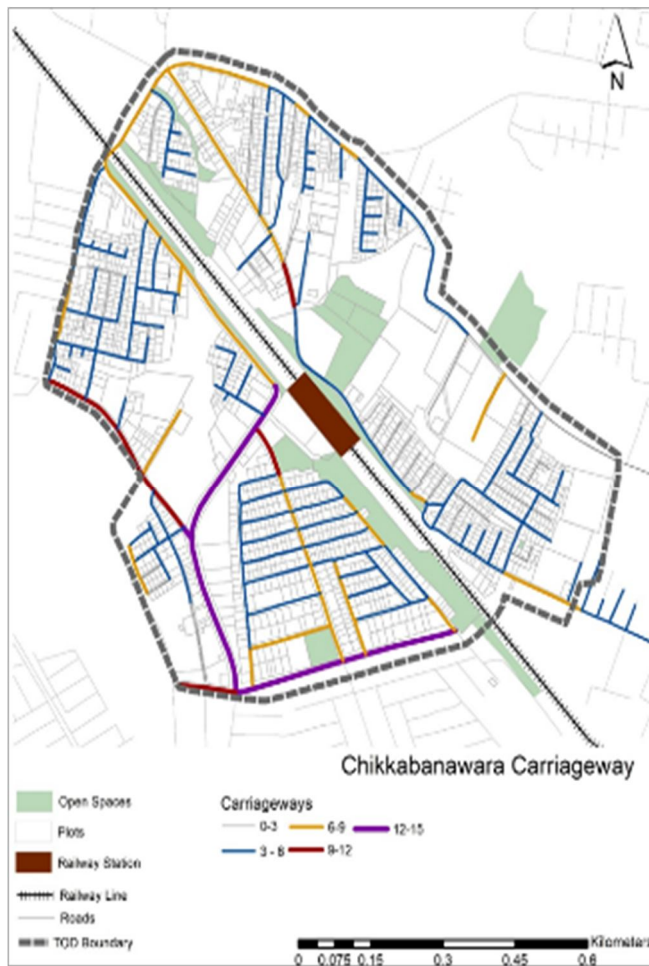 N
Chikkabanawara Carriageway
Open Spaces
Plots
Railway Station
Railway Line
Roads
TOD Boundary
Carriageways
0-3
6-9
12-15
3 - 6
9-12
Kilometers
0 0.075 0.15 0.3 0.45 0.6